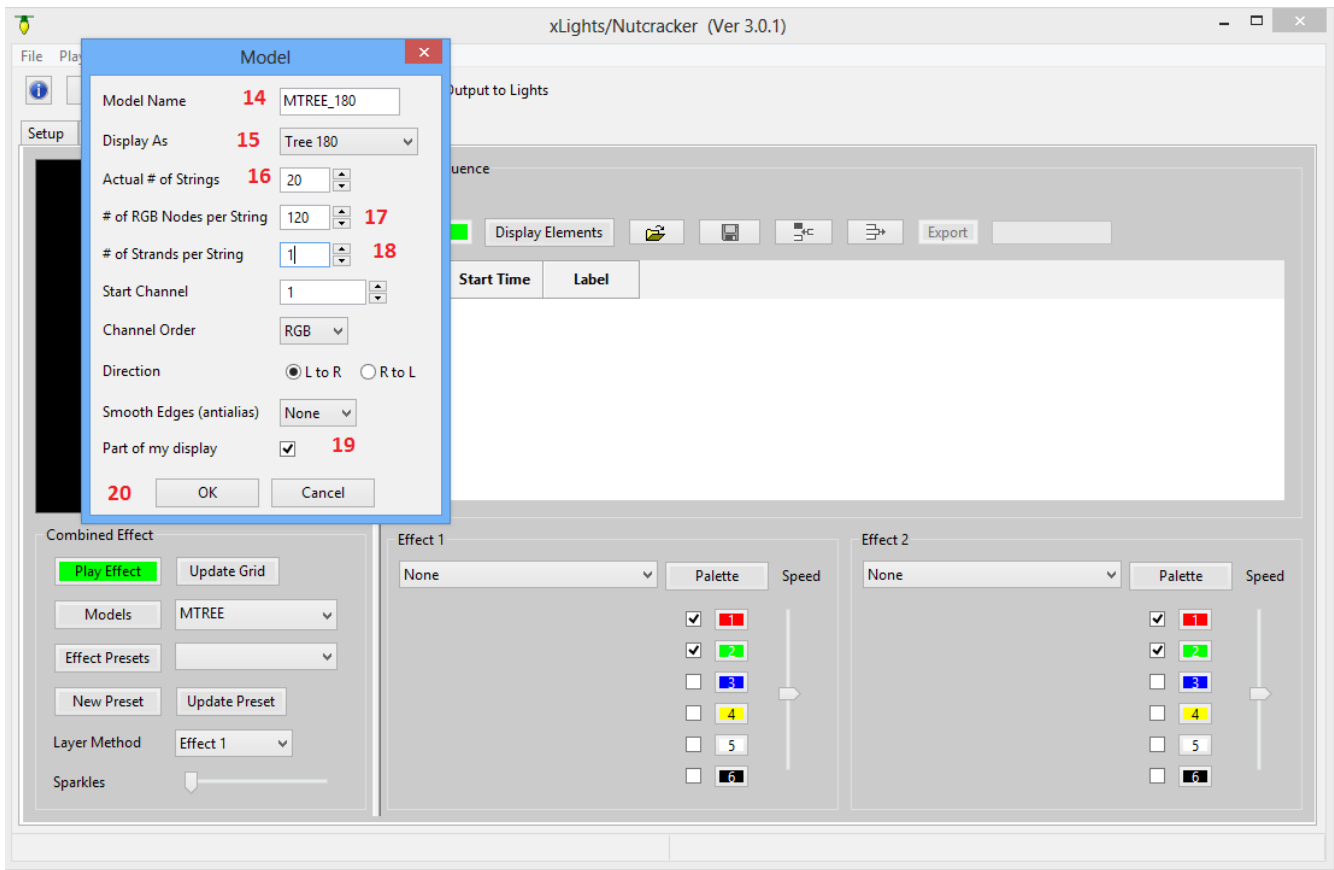 xLights/Nutcracker (Ver 3.0.1)
File Pla
Model
Output to Lights
Setup
Model Name 14 MTREE_180
Display As 15 Tree 180
Actual # of Strings 16 20
# of RGB Nodes per String 120 17
# of Strands per String 1 18
Start Channel 1
Channel Order RGB
Direction L to R R to L
Smooth Edges (antialias) None
Part of my display 19
20 OK Cancel
uence
Display Elements Export
Start Time Label
Combined Effect
Play Effect Update Grid
Models MTREE
Effect Presets
New Preset Update Preset
Layer Method Effect 1
Sparkles
Effect 1
None Palette Speed
1
2
3
4
5
6
Effect 2
None Palette Speed
1
2
3
4
5
6